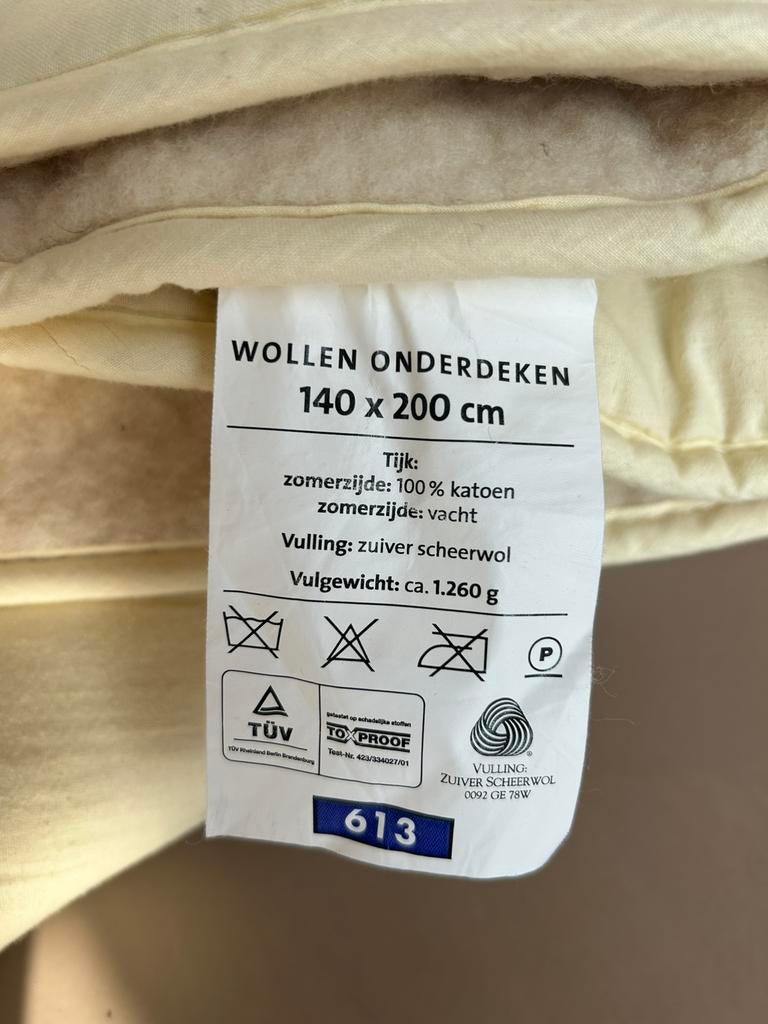 WOLLEN ONDERDEKEN
140 x 200 cm
Tijk:
zomerzijde: 100 % katoen
zomerzijde: vacht
Vulling: zuiver scheerwol
Vulgewicht: ca. 1.260 g
P
TÜV
TÜV Rheinland Berlin Brandenburg
getestet op schadelijke stoffen
TOXPROOF
Test-Nr. 423/334027/01
VULLING:
ZUIVER SCHEERWOL
0092 GE 78W
613